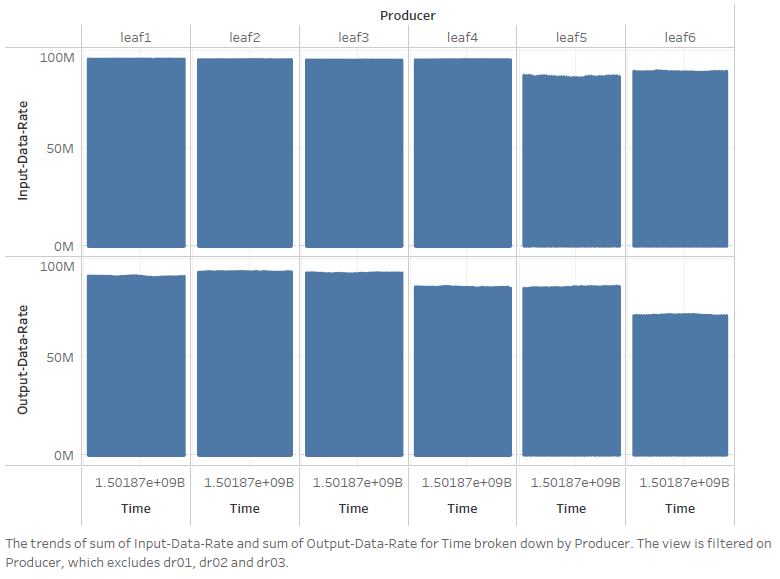 Producer
leaf1 leaf2 leaf3 leaf4 leaf5 leaf6
100M
50M
0M
Input-Data-Rate
100M
50M
0M
Output-Data-Rate
1.50187e+09B 1.50187e+09B 1.50187e+09B 1.50187e+09B 1.50187e+09B 1.50187e+09B
Time Time Time Time Time Time
The trends of sum of Input-Data-Rate and sum of Output-Data-Rate for Time broken down by Producer. The view is filtered on
Producer, which excludes dr01, dr02 and dr03.